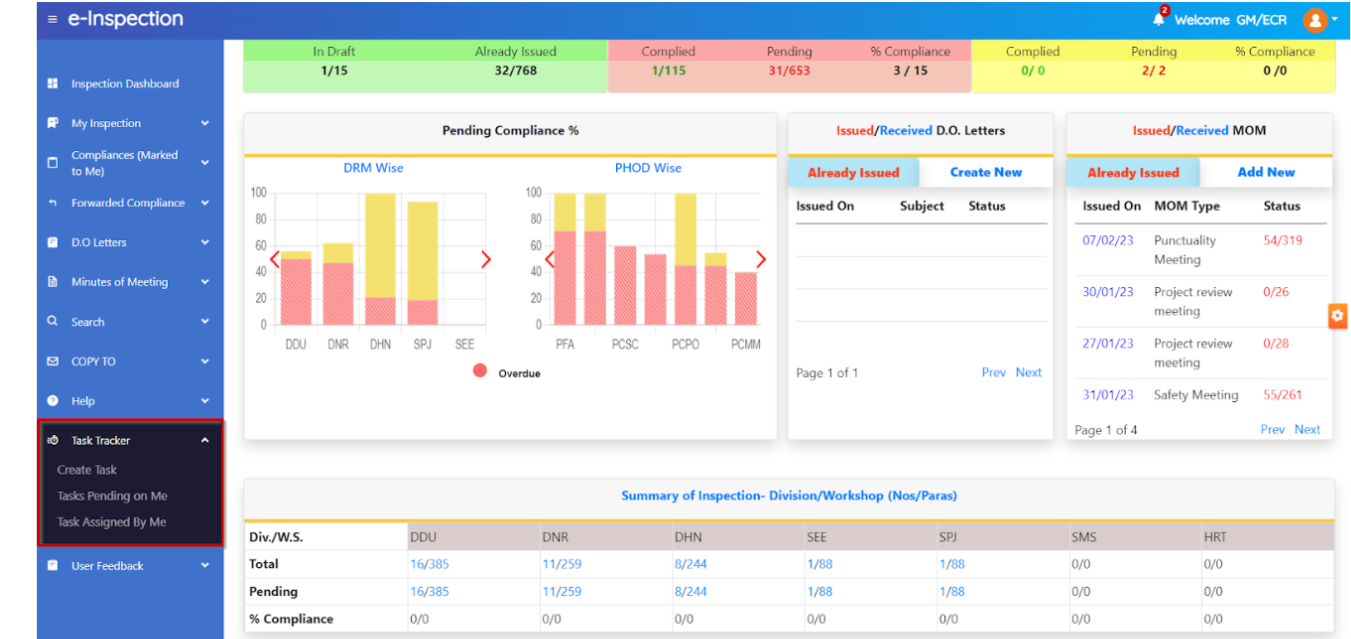 ≡ e-Inspection
2
Welcome GM/ECR
Inspection Dashboard
My Inspection
Compliances (Marked
to Me)
Forwarded Compliance
D.O Letters
Minutes of Meeting
Search
COPY TO
? Help
Task Tracker
Create Task
Tasks Pending on Me
Task Assigned By Me
User Feedback
In Draft Already Issued Complied Pending % Compliance Complied Pending % Compliance
1/15 32/768 1/115 31/653 3 / 15 0/ 0 2/ 2 0 /0
Pending Compliance %
DRM Wise
100
80
60
40
20
0
DDU DNR DHN SPJ SEE
PHOD Wise
100
80
60
40
20
0
PFA PCSC PCPO PCMM
Overdue
Issued/Received D.O. Letters
Already Issued Create New
Issued On Subject Status
Page 1 of 1 Prev Next
Issued/Received MOM
Already Issued Add New
Issued On MOM Type Status
07/02/23 Punctuality 54/319
Meeting
30/01/23 Project review 0/26
meeting
27/01/23 Project review 0/28
meeting
31/01/23 Safety Meeting 55/261
Page 1 of 4 Prev Next
Summary of Inspection- Division/Workshop (Nos/Paras)
Div./W.S. DDU DNR DHN SEE SPJ SMS HRT
Total 16/385 11/259 8/244 1/88 1/88 0/0 0/0
Pending 16/385 11/259 8/244 1/88 1/88 0/0 0/0
% Compliance 0/0 0/0 0/0 0/0 0/0 0/0 0/0